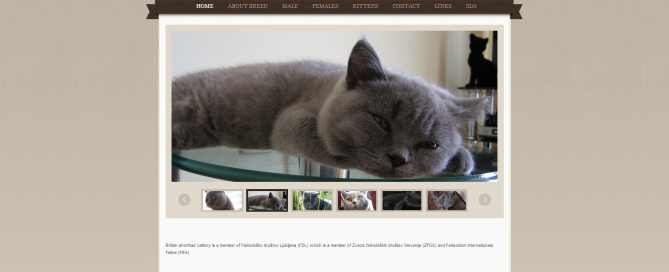 HOME ABOUT BREED MALE FEMALES KITTENS CONTACT LINKS SLO
British shorthair cattery is a member of Felinološko društvo Ljubljana (FDL) which is a member of Zveza felinoloških društev Slovenije (ZFDS) and Federation Internationale
Feline (FIFe).